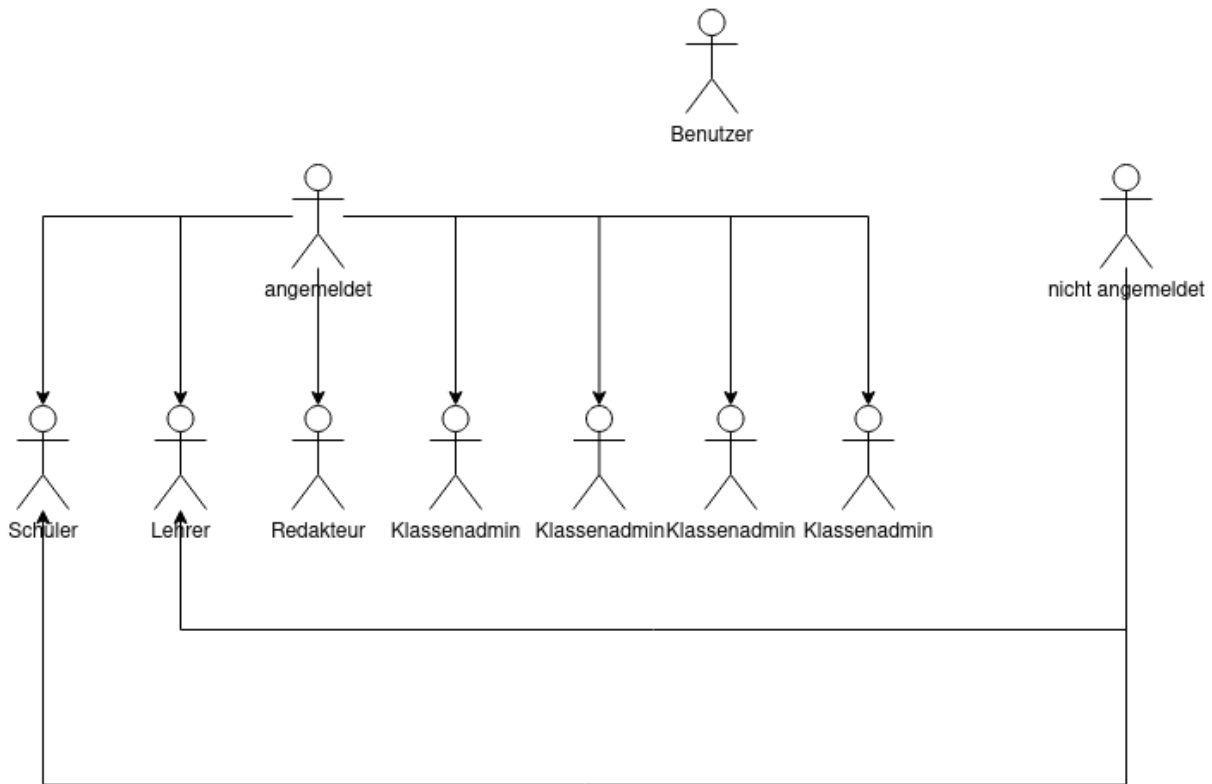 Benutzer
angemeldet
nicht angemeldet
Schüler
Lehrer
Redakteur
Klassenadmin
Klassenadmin
Klassenadmin
Klassenadmin